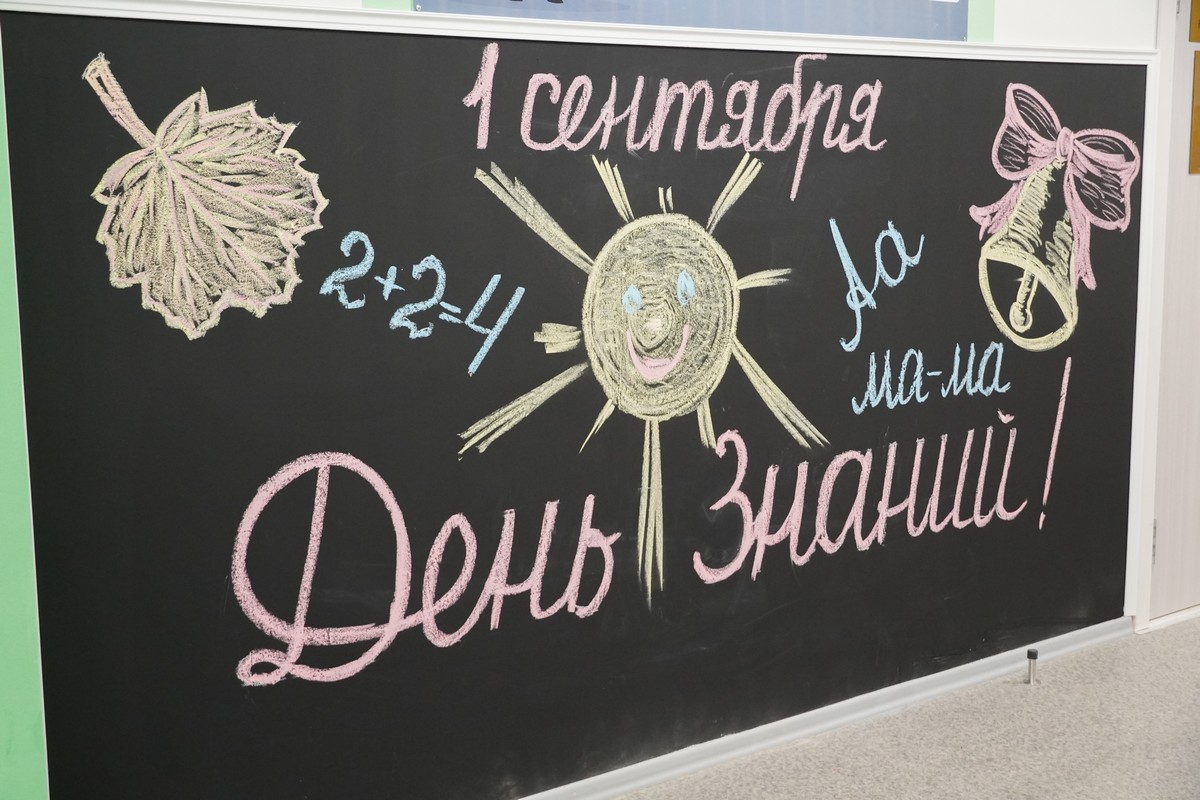 1 сентября
2+2=4
Аа
ма-ма
День Знаний!